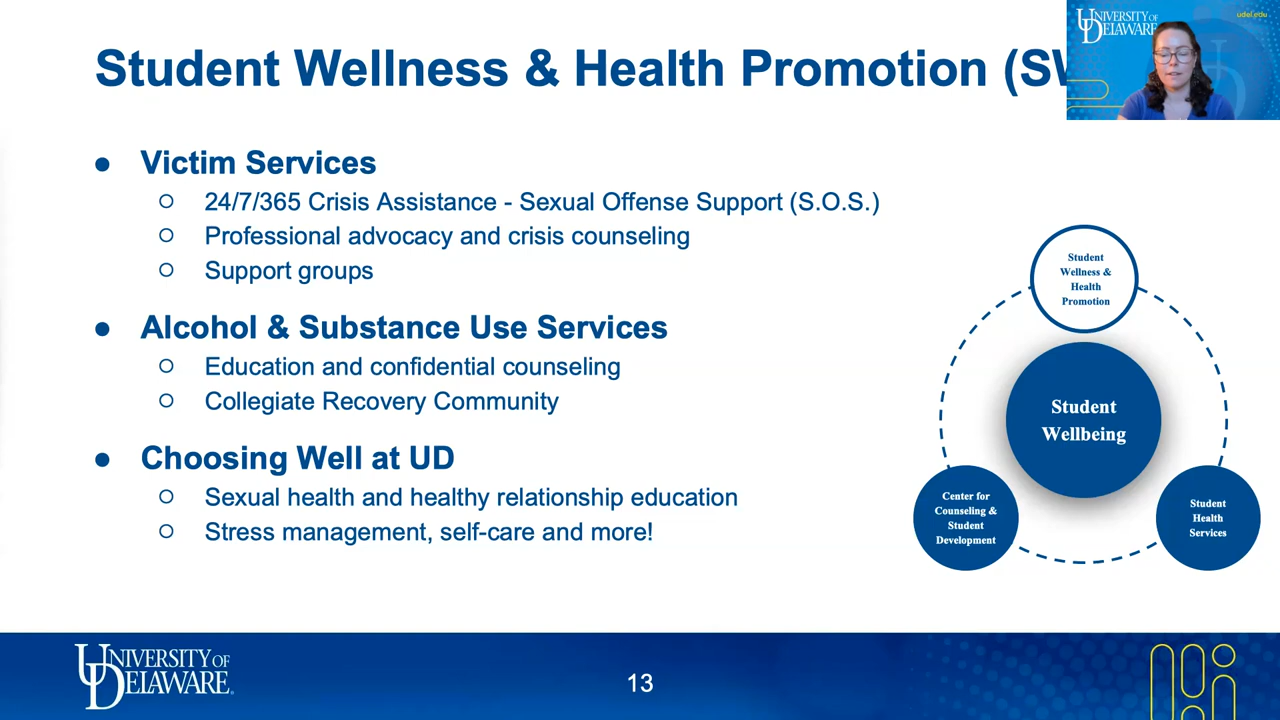 Student Wellness & Health Promotion (SW
UNIVERSITY OF
DELAWARE
udel.edu
Victim Services
24/7/365 Crisis Assistance - Sexual Offense Support (S.O.S.)
Professional advocacy and crisis counseling
Support groups
Alcohol & Substance Use Services
Education and confidential counseling
Collegiate Recovery Community
Choosing Well at UD
Sexual health and healthy relationship education
Stress management, self-care and more!
Student
Wellness &
Health
Promotion
Student
Wellbeing
Center for
Counseling &
Student
Development
Student
Health
Services
UNIVERSITY OF
DELAWARE
13